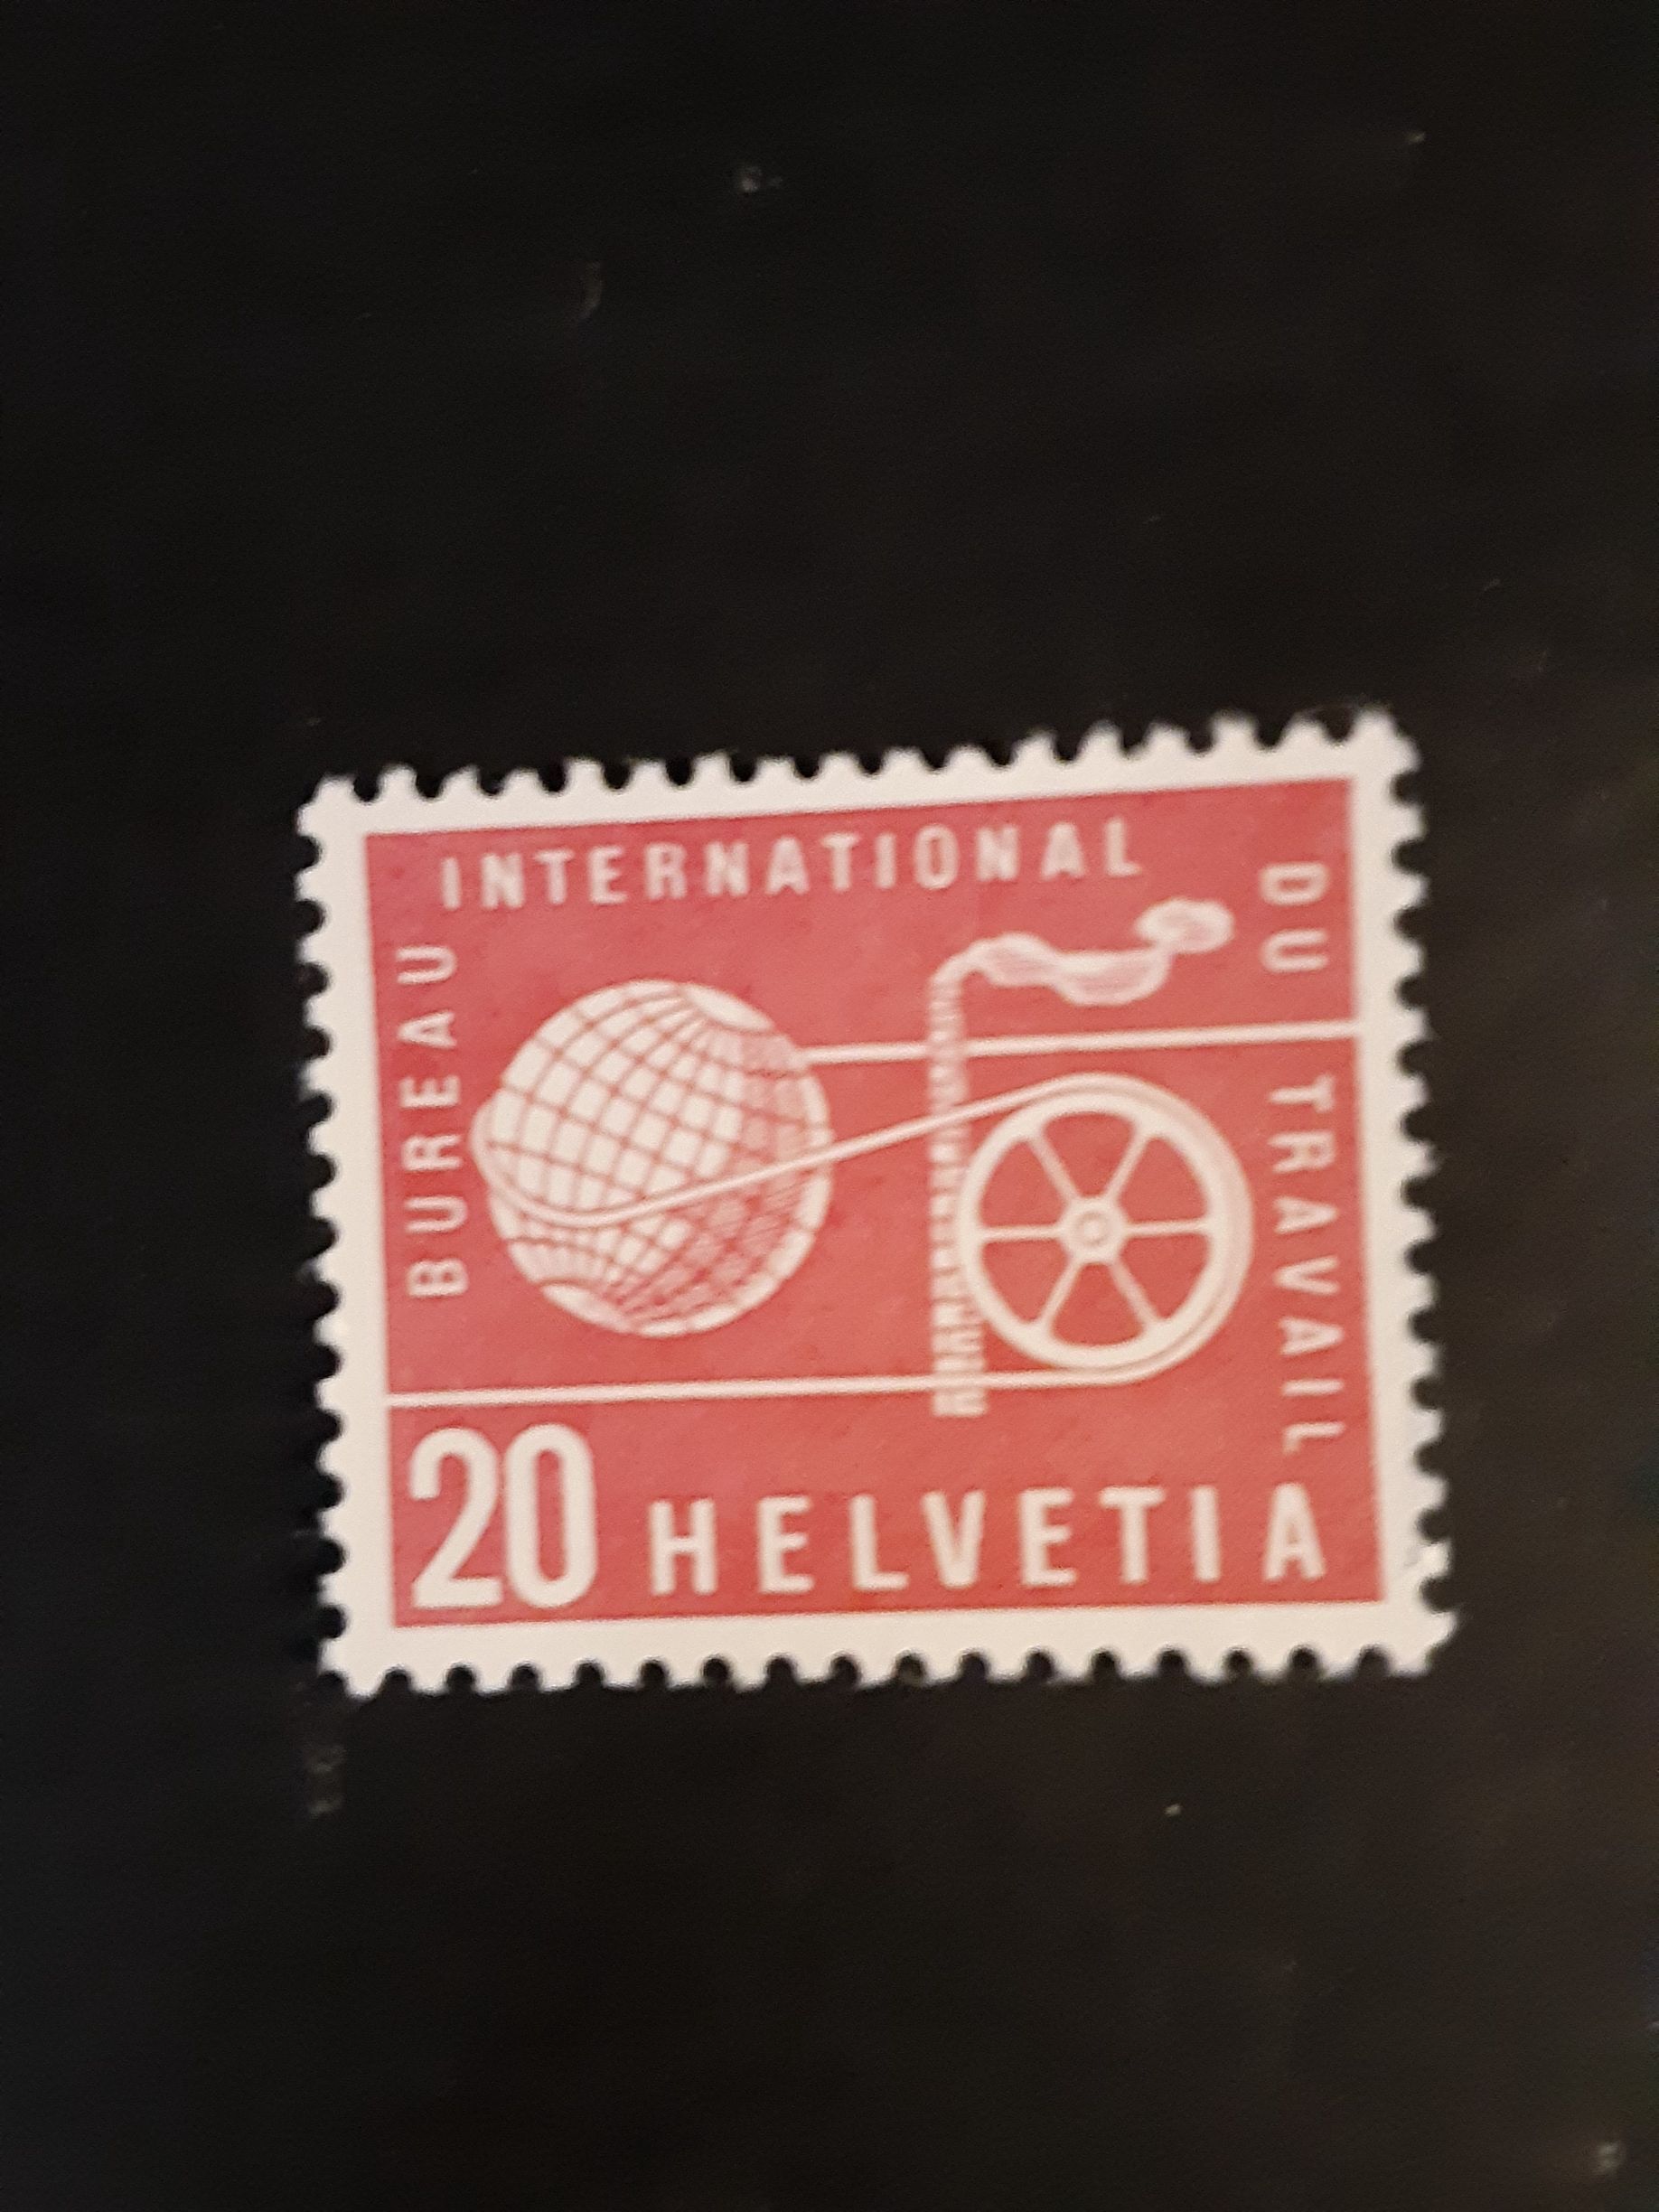 BUREAU
INTERNATIONAL
DU TRAVAIL
20 HELVETIA